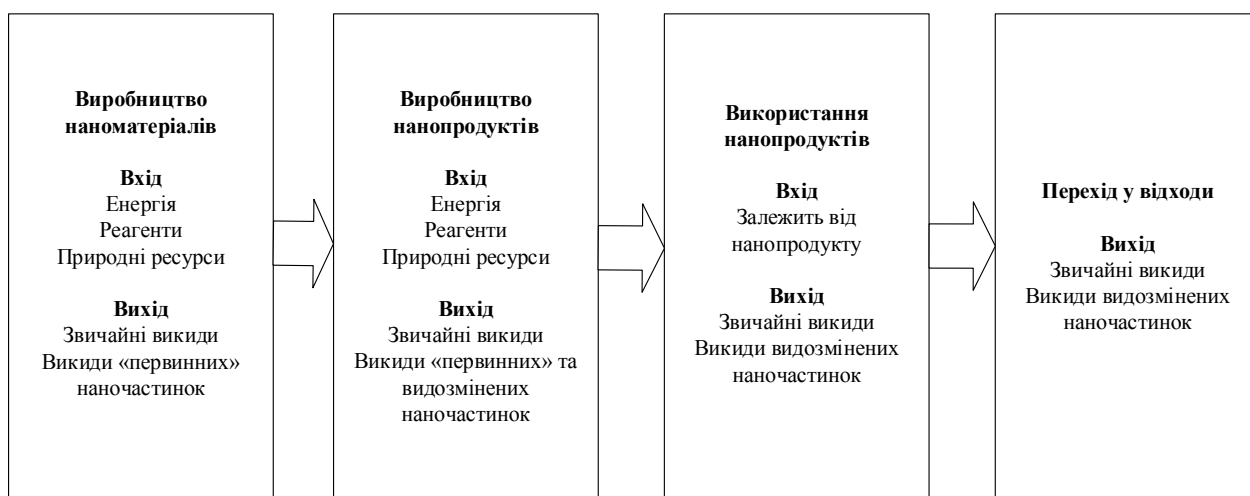 Виробництво
наноматеріалів
Вхід
Енергія
Реагенти
Природні ресурси
Вихід
Звичайні викиди
Викиди «первинних»
наночастинок
Виробництво
нанопродуктів
Вхід
Енергія
Реагенти
Природні ресурси
Вихід
Звичайні викиди
Викиди «первинних» та
видозмінених
наночастинок
Використання
нанопродуктів
Вхід
Залежить від
нанопродукту
Вихід
Звичайні викиди
Викиди видозмінених
наночастинок
Перехід у відходи
Вихід
Звичайні викиди
Викиди видозмінених
наночастинок